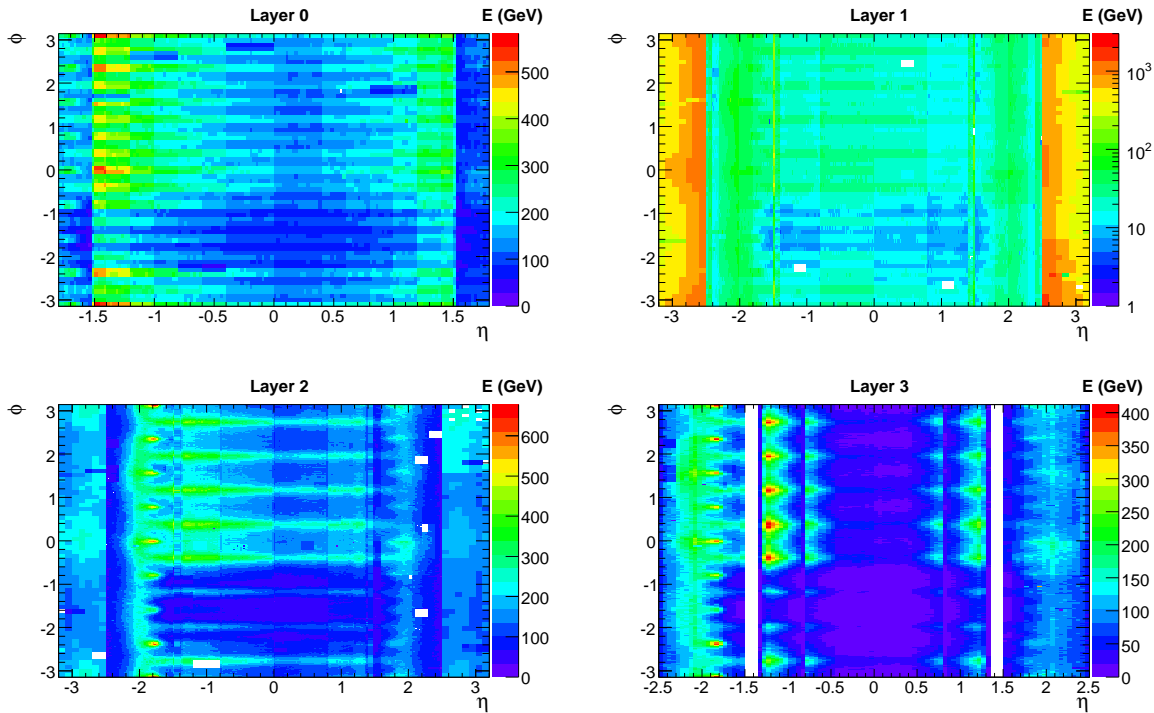 Layer 0
E (GeV)
ϕ
3
2
1
0
-1
-2
-3
500
400
300
200
100
0
-1.5 -1 -0.5 0 0.5 1 1.5
η
Layer 1
E (GeV)
ϕ
3
2
1
0
-1
-2
-3
10³
10²
10
1
-3 -2 -1 0 1 2 3
η
Layer 2
E (GeV)
ϕ
3
2
1
0
-1
-2
-3
600
500
400
300
200
100
0
-3 -2 -1 0 1 2 3
η
Layer 3
E (GeV)
ϕ
3
2
1
0
-1
-2
-3
400
350
300
250
200
150
100
50
0
-2.5 -2 -1.5 -1 -0.5 0 0.5 1 1.5 2 2.5
η